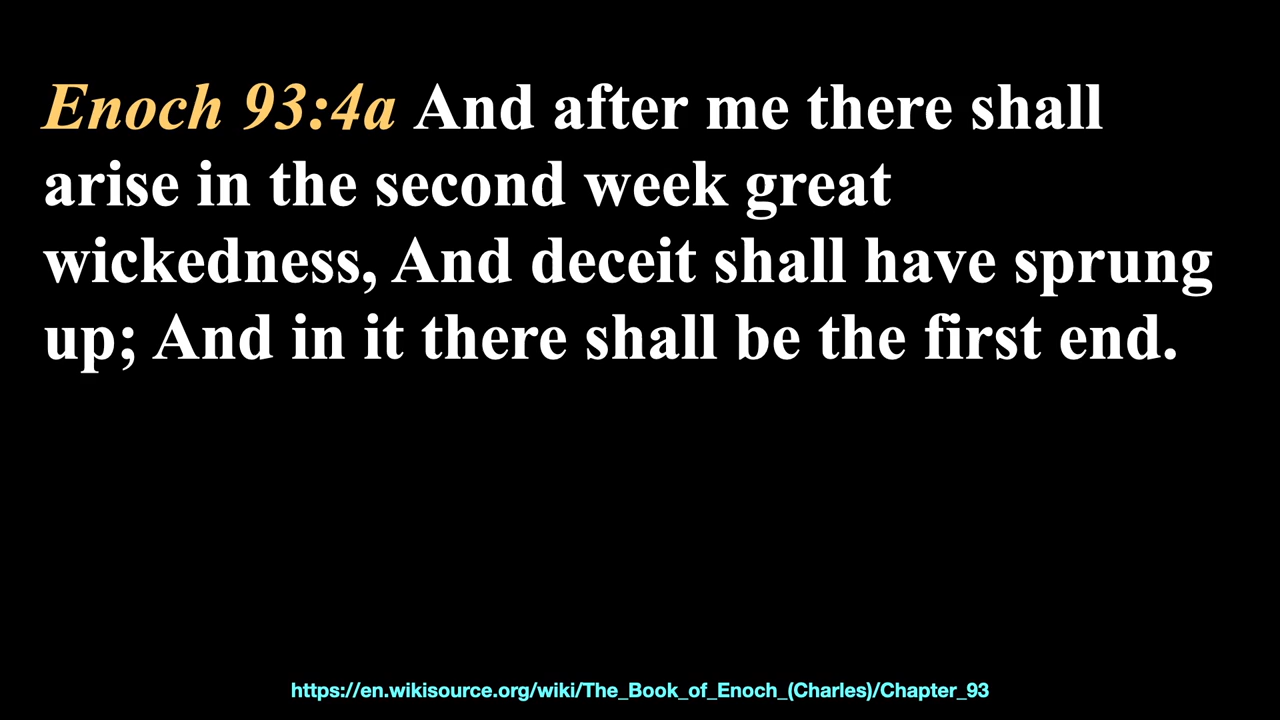 Enoch 93:4a And after me there shall
arise in the second week great
wickedness, And deceit shall have sprung
up; And in it there shall be the first end.
https://en.wikisource.org/wiki/The_Book_of_Enoch_(Charles)/Chapter_93